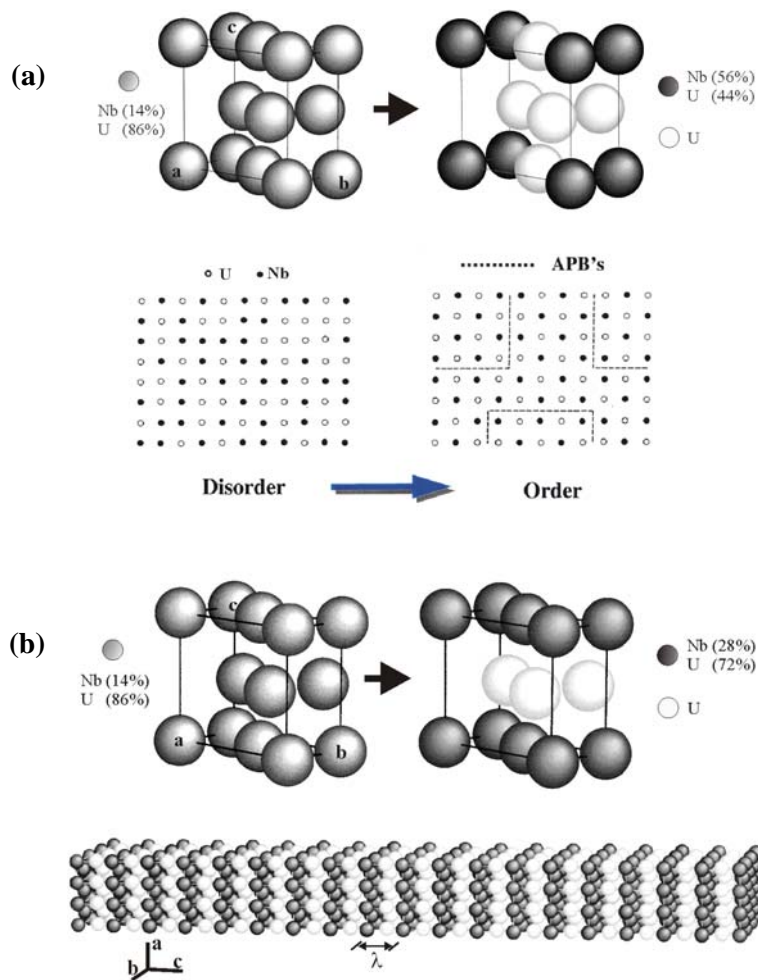 (a)
c
a
b
Nb (14%)
U (86%)
Nb (56%)
U (44%)
U
U
Nb
APB's
Disorder
Order
(b)
c
a
b
Nb (14%)
U (86%)
Nb (28%)
U (72%)
U
a
b
c
λ